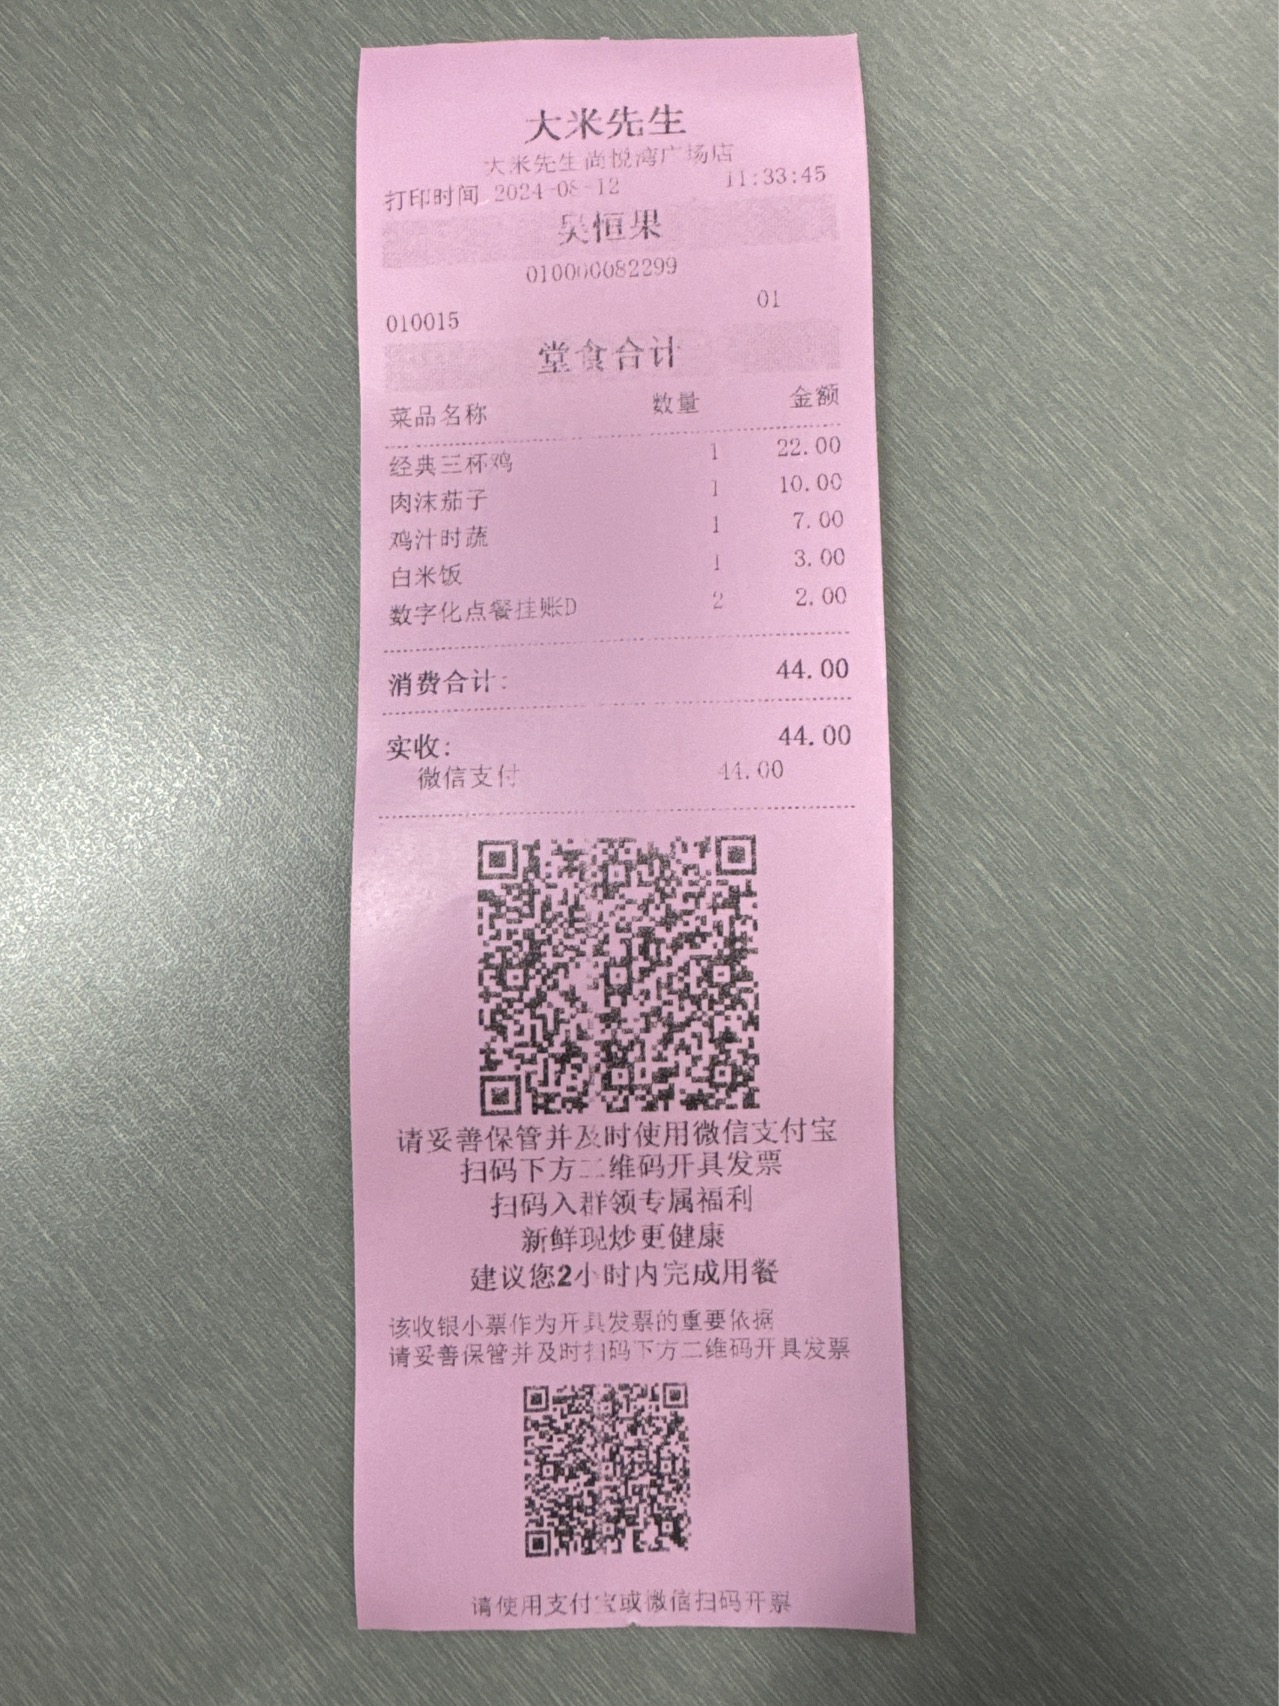 大米先生
大米先生尚悦湾广场店
打印时间 2024-08-12 11:33:45
吴恒果
010000082299
010015 01
堂食合计
菜品名称 数量 金额
经典三杯鸡 1 22.00
肉沫茄子 1 10.00
鸡汁时蔬 1 7.00
白米饭 1 3.00
数字化点餐挂账D 2 2.00
消费合计: 44.00
实收: 44.00
微信支付 44.00
请妥善保管并及时使用微信支付宝
扫码下方二维码开具发票
扫码入群领专属福利
新鲜现炒更健康
建议您2小时内完成用餐
该收银小票作为开具发票的重要依据
请妥善保管并及时扫码下方二维码开具发票
请使用支付宝或微信扫码开票